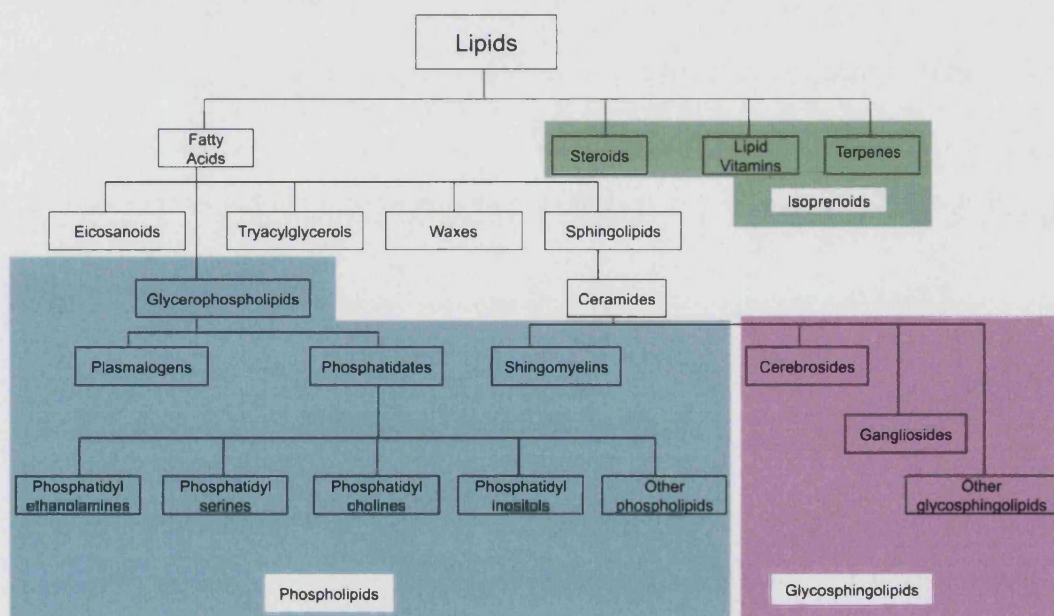 Lipids
Fatty
Acids
Steroids
Lipid
Vitamins
Terpenes
Isoprenoids
Eicosanoids
Tryacylglycerols
Waxes
Sphingolipids
Glycerophospholipids
Ceramides
Plasmalogens
Phosphatidates
Shingomyelins
Cerebrosides
Gangliosides
Phosphatidyl
ethanolamines
Phosphatidyl
serines
Phosphatidyl
cholines
Phosphatidyl
inositols
Other
phospholipids
Other
glycosphingolipids
Phospholipids
Glycosphingolipids